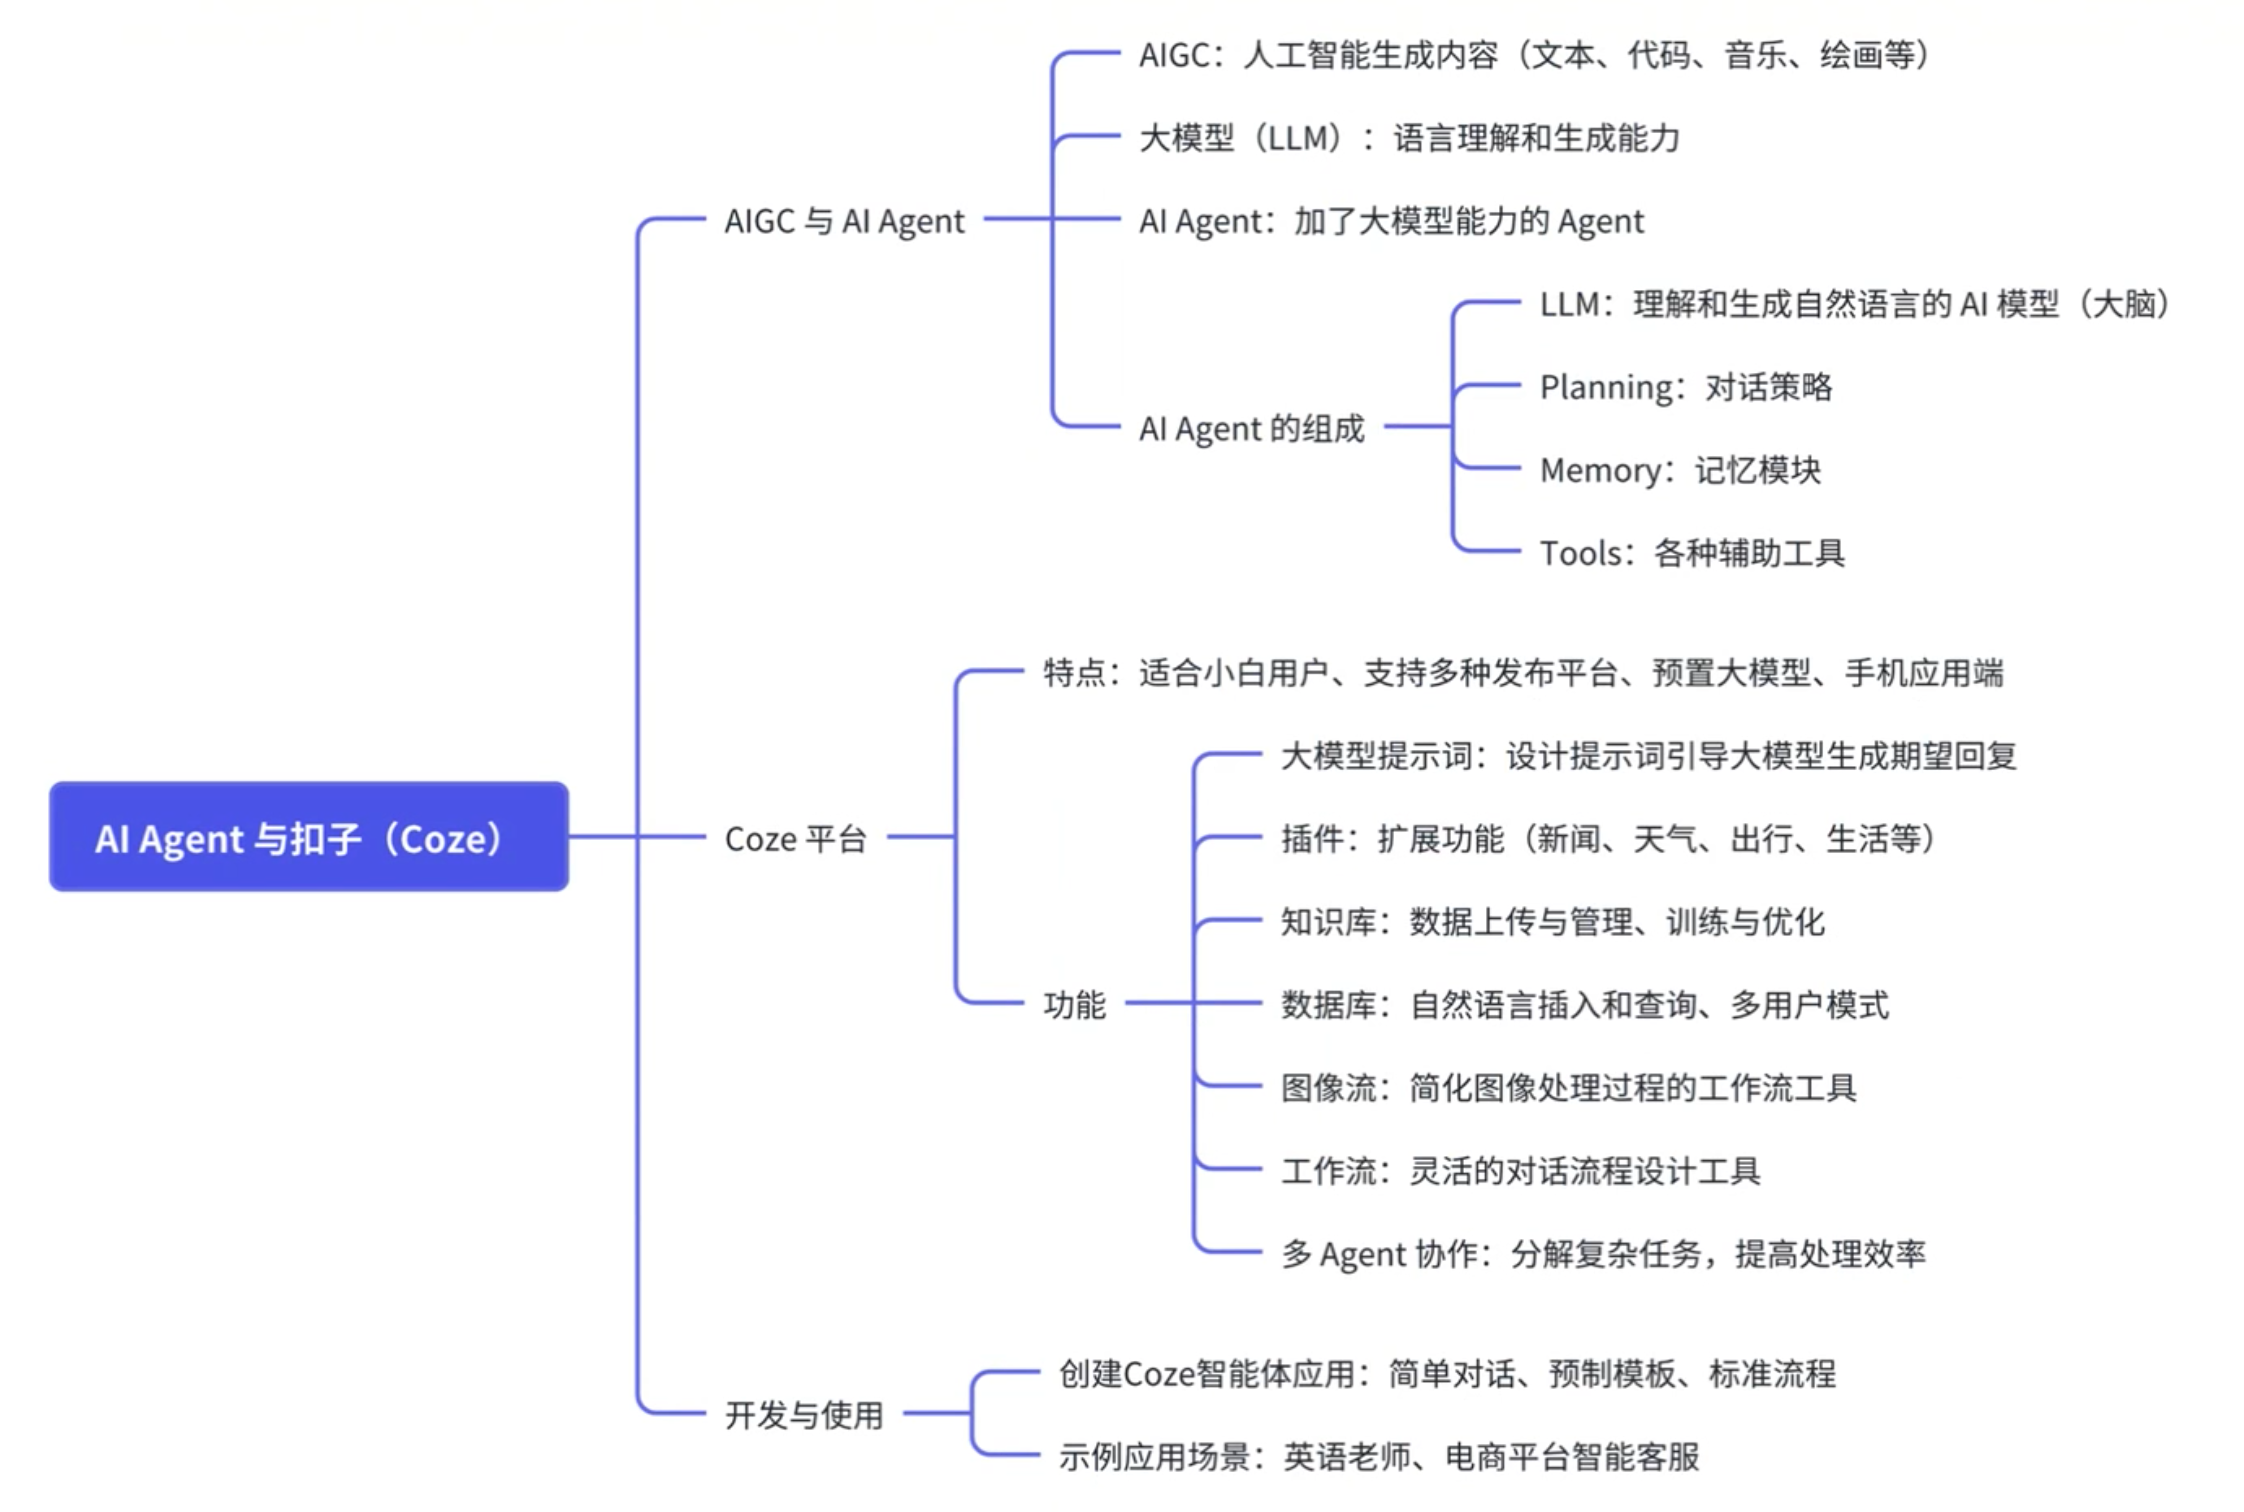 AIGC：人工智能生成内容（文本、代码、音乐、绘画等）
大模型（LLM）：语言理解和生成能力
AIGC 与 AI Agent
AI Agent：加了大模型能力的 Agent
LLM：理解和生成自然语言的 AI 模型（大脑）
Planning：对话策略
AI Agent 的组成
Memory：记忆模块
Tools：各种辅助工具
特点：适合小白用户、支持多种发布平台、预置大模型、手机应用端
大模型提示词：设计提示词引导大模型生成期望回复
AI Agent 与扣子（Coze）
Coze 平台
插件：扩展功能（新闻、天气、出行、生活等）
知识库：数据上传与管理、训练与优化
功能
数据库：自然语言插入和查询、多用户模式
图像流：简化图像处理过程的工作流工具
工作流：灵活的对话流程设计工具
多 Agent 协作：分解复杂任务，提高处理效率
创建Coze智能体应用：简单对话、预制模板、标准流程
开发与使用
示例应用场景：英语老师、电商平台智能客服